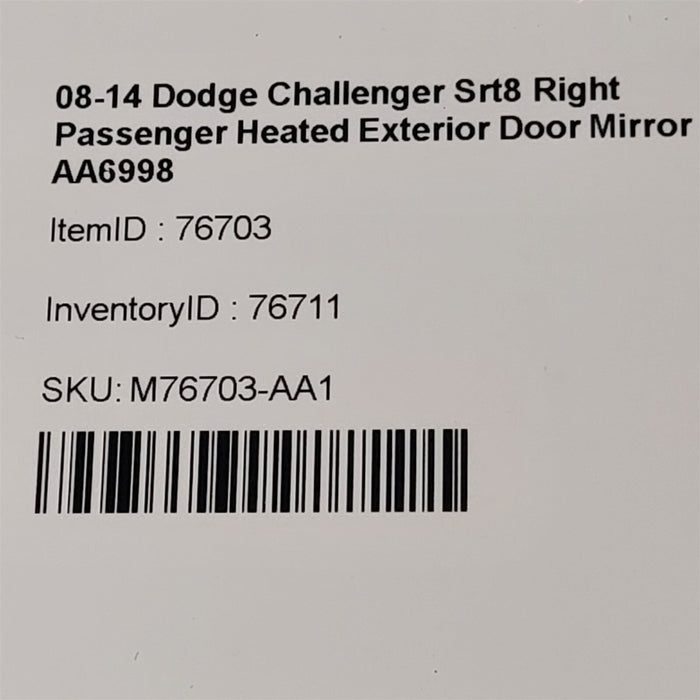 08-14 Dodge Challenger Srt8 Right
Passenger Heated Exterior Door Mirror
AA6998
ItemID : 76703
InventoryID : 76711
SKU: M76703-AA1